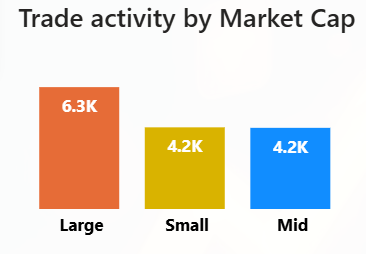 Trade activity by Market Cap
6.3K
4.2K
4.2K
Large
Small
Mid